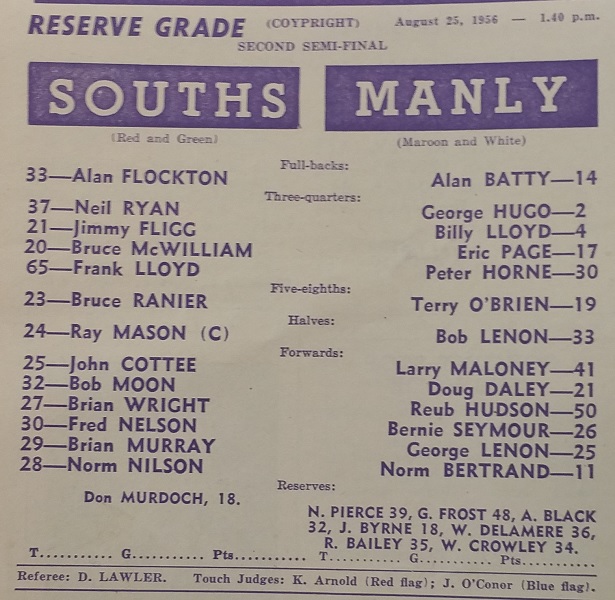 RESERVE GRADE (COYPRIGHT) August 25, 1956 — 1.40 p.m.
SECOND SEMI-FINAL
SOUTHS MANLY
(Red and Green) (Maroon and White)
Full-backs:
33—Alan FLOCKTON Alan BATTY—14
Three-quarters:
37—Neil RYAN George HUGO—2
21—Jimmy FLIGG Billy LLOYD—4
20—Bruce McWILLIAM Eric PAGE—17
65—Frank LLOYD Peter HORNE—30
Five-eighths:
23—Bruce RANIER Terry O'BRIEN—19
Halves:
24—Ray MASON (C) Bob LENON—33
Forwards:
25—John COTTEE Larry MALONEY—41
32—Bob MOON Doug DALEY—21
27—Brian WRIGHT Reub HUDSON—50
30—Fred NELSON Bernie SEYMOUR—26
29—Brian MURRAY George LENON—25
28—Norm NILSON Norm BERTRAND—11
Reserves:
Don MURDOCH, 18. N. PIERCE 39, G. FROST 48, A. BLACK
32, J. BYRNE 18, W. DELAMERE 36,
R. BAILEY 35, W. CROWLEY 34.
T........... G........... Pts........... T........... G........... Pts...........
Referee: D. LAWLER. Touch Judges: K. Arnold (Red flag); J. O'Conor (Blue flag).